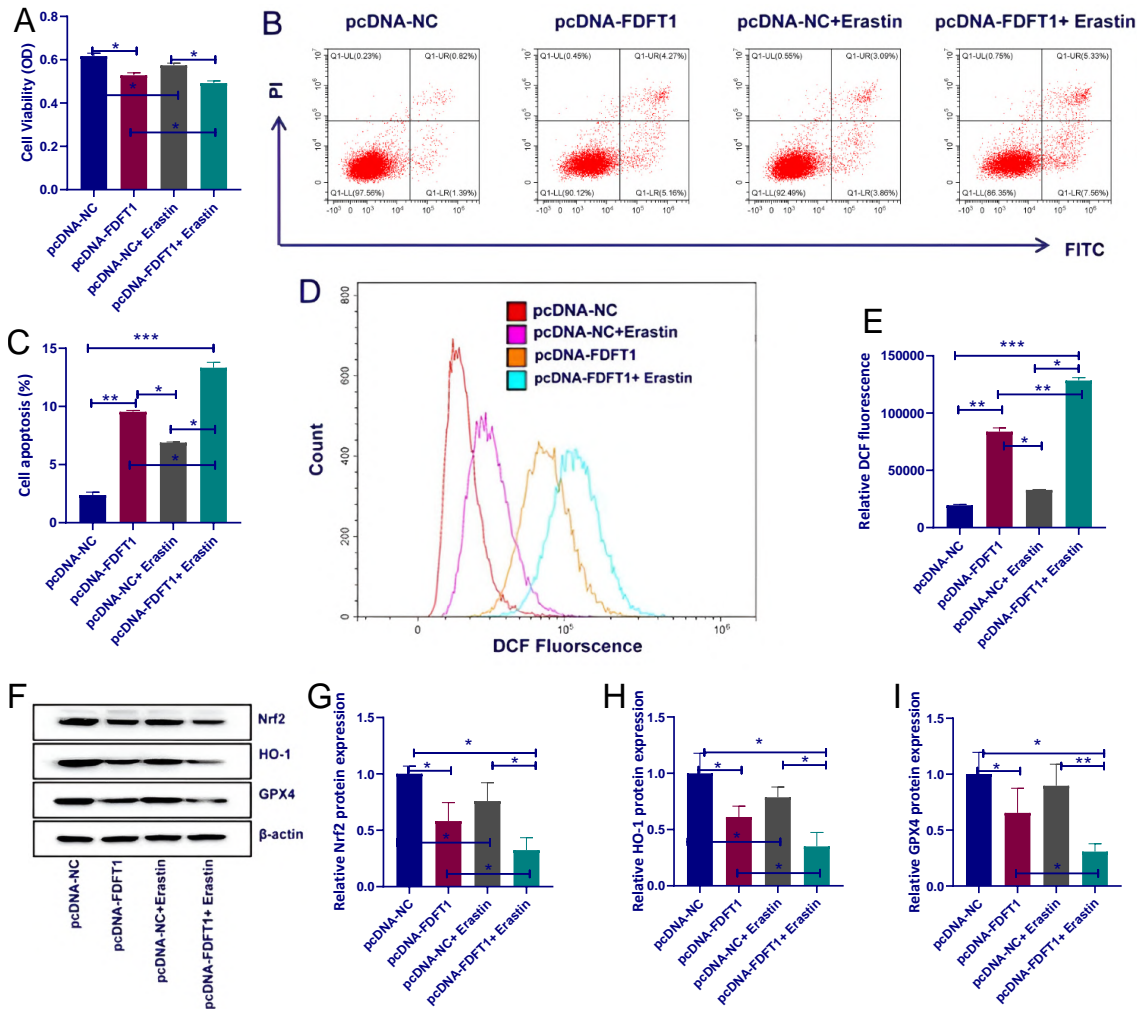 A
Cell Viability (OD)
0.8
0.6
0.4
0.2
0.0
*
*
*
*
pcDNA-NC
pcDNA-FDFT1
pcDNA-NC+ Erastin
pcDNA-FDFT1+ Erastin
B
pcDNA-NC
pcDNA-FDFT1
pcDNA-NC+Erastin
pcDNA-FDFT1+ Erastin
PI
FITC
Q1-UL(0.23%)
Q1-UR(0.82%)
Q1-LL(97.56%)
Q1-LR(1.39%)
Q1-UL(0.45%)
Q1-UR(4.27%)
Q1-LL(90.12%)
Q1-LR(5.16%)
Q1-UL(0.55%)
Q1-UR(3.09%)
Q1-LL(92.49%)
Q1-LR(3.86%)
Q1-UL(0.75%)
Q1-UR(5.33%)
Q1-LL(86.35%)
Q1-LR(7.56%)
C
Cell apoptosis (%)
15
10
5
0
***
**
*
*
*
pcDNA-NC
pcDNA-FDFT1
pcDNA-NC+ Erastin
pcDNA-FDFT1+ Erastin
D
Count
800
600
400
200
0
pcDNA-NC
pcDNA-NC+Erastin
pcDNA-FDFT1
pcDNA-FDFT1+ Erastin
0
10⁵
10⁶
DCF Fluorscence
E
Relative DCF fluorescence
150000
100000
50000
0
***
*
**
**
*
pcDNA-NC
pcDNA-FDFT1
pcDNA-NC+ Erastin
pcDNA-FDFT1+ Erastin
F
Nrf2
HO-1
GPX4
β-actin
pcDNA-NC
pcDNA-FDFT1
pcDNA-NC+Erastin
pcDNA-FDFT1+ Erastin
G
Relative Nrf2 protein expression
1.5
1.0
0.5
0.0
*
*
*
*
*
pcDNA-NC
pcDNA-FDFT1
pcDNA-NC+ Erastin
pcDNA-FDFT1+ Erastin
H
Relative HO-1 protein expression
1.5
1.0
0.5
0.0
*
*
*
*
*
pcDNA-NC
pcDNA-FDFT1
pcDNA-NC+ Erastin
pcDNA-FDFT1+ Erastin
I
Relative GPX4 protein expression
1.5
1.0
0.5
0.0
*
*
**
*
pcDNA-NC
pcDNA-FDFT1
pcDNA-NC+ Erastin
pcDNA-FDFT1+ Erastin